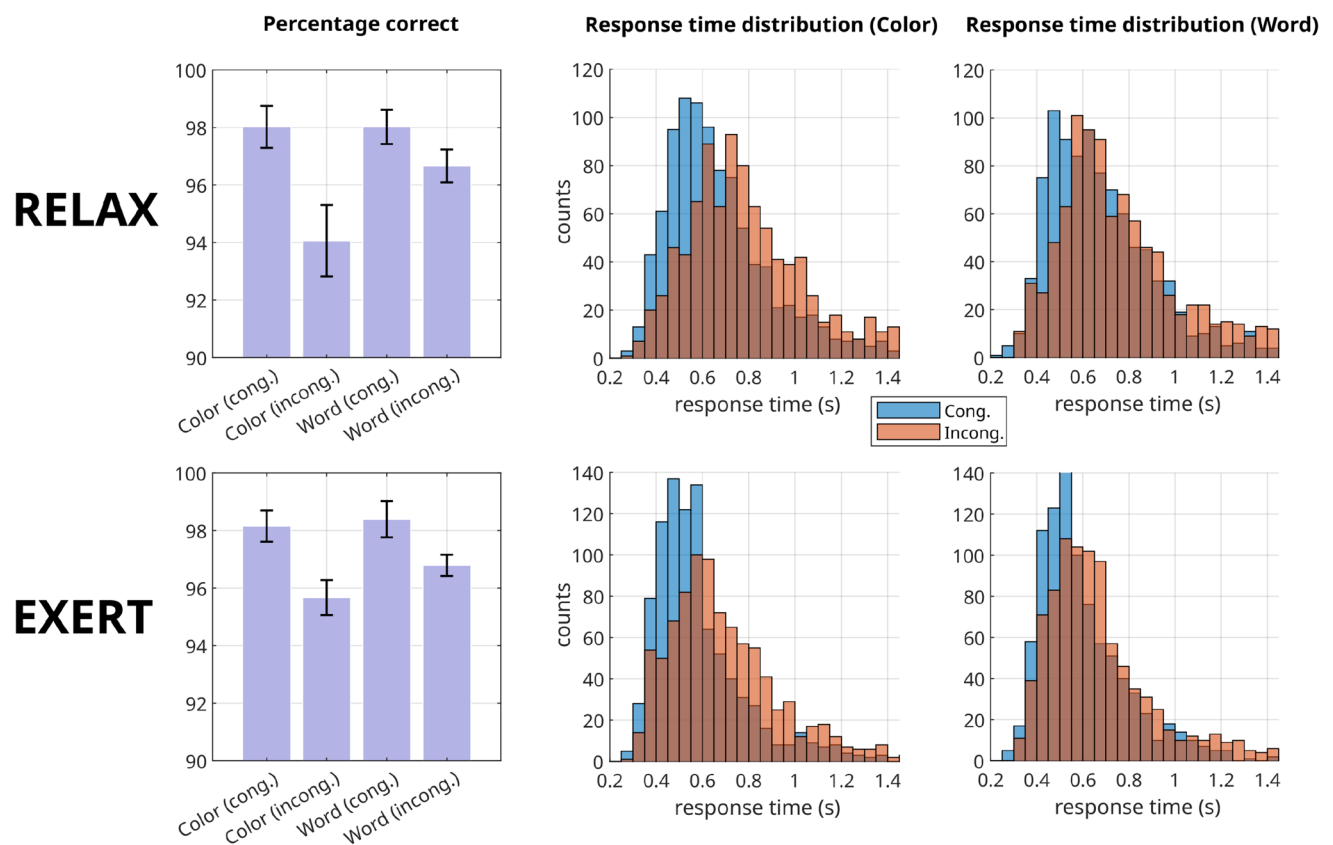 Percentage correct
Response time distribution (Color)
Response time distribution (Word)
RELAX
100
98
96
94
92
90
Color (cong.)
Color (incong.)
Word (cong.)
Word (incong.)
120
100
80
60
40
20
0
counts
0.2 0.4 0.6 0.8 1 1.2 1.4
response time (s)
120
100
80
60
40
20
0
0.2 0.4 0.6 0.8 1 1.2 1.4
response time (s)
Cong.
Incong.
EXERT
100
98
96
94
92
90
Color (cong.)
Color (incong.)
Word (cong.)
Word (incong.)
140
120
100
80
60
40
20
0
counts
0.2 0.4 0.6 0.8 1 1.2 1.4
response time (s)
140
120
100
80
60
40
20
0
0.2 0.4 0.6 0.8 1 1.2 1.4
response time (s)